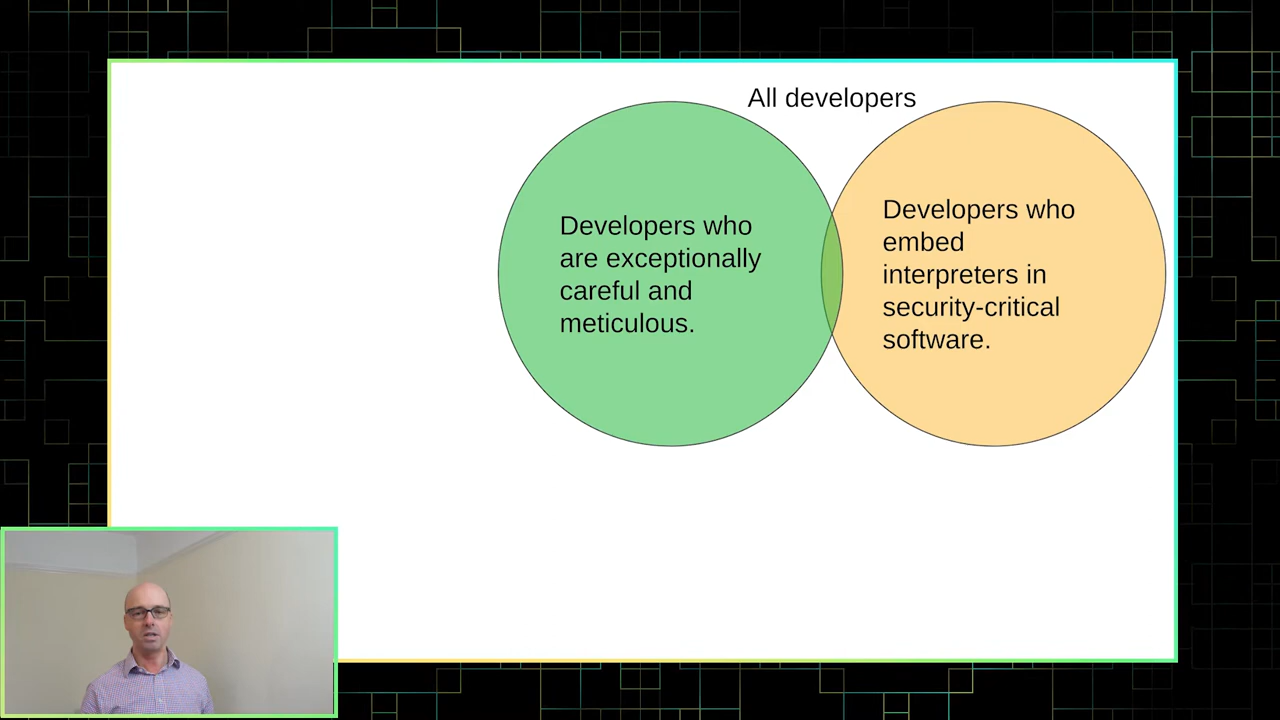 All developers
Developers who
are exceptionally
careful and
meticulous.
Developers who
embed
interpreters in
security-critical
software.